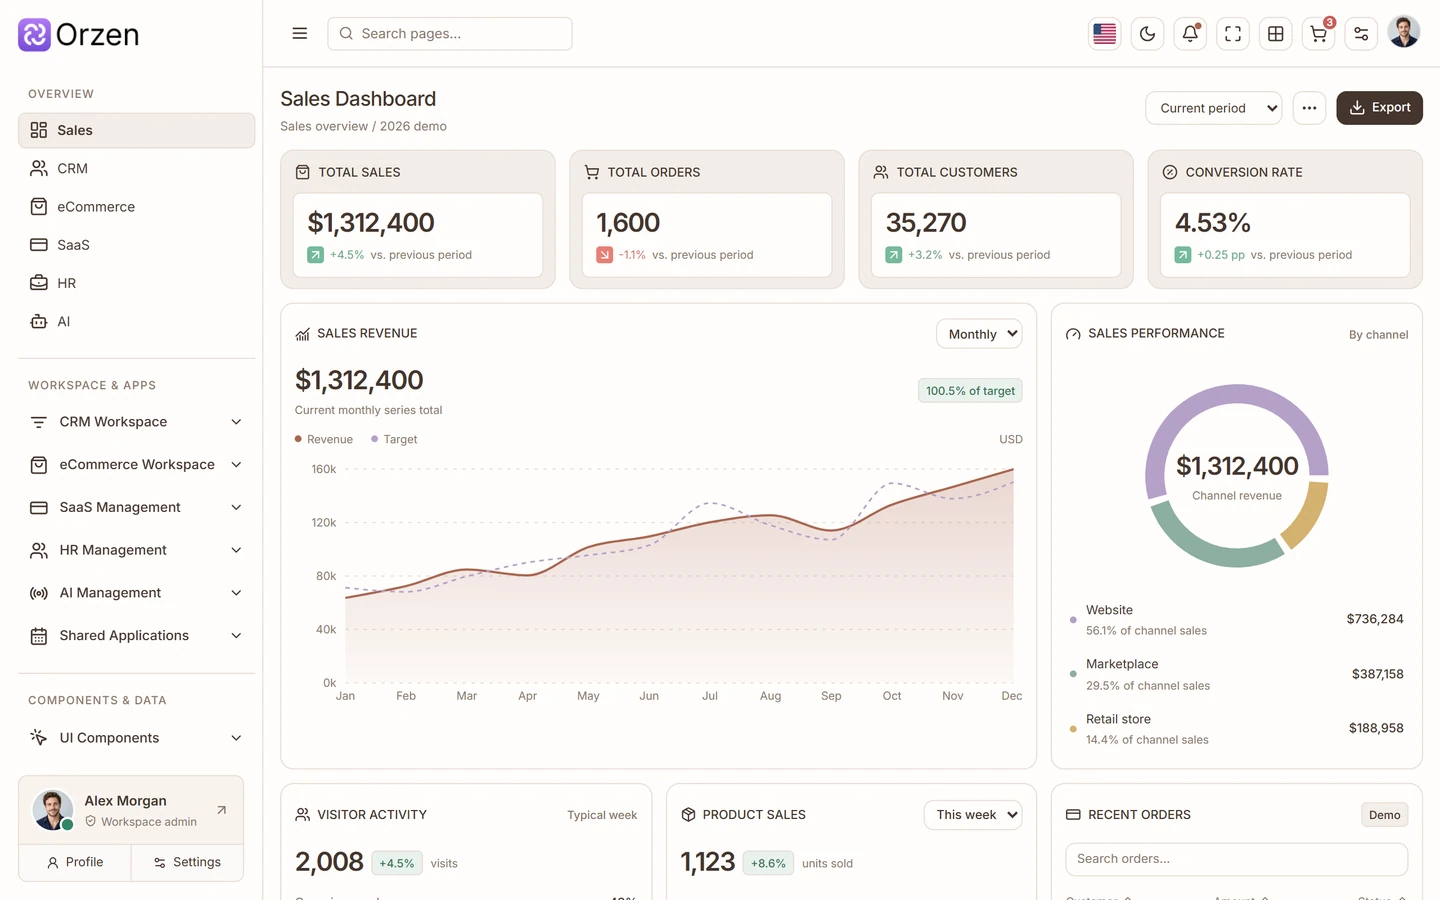 Orzen
Search pages...
3
OVERVIEW
Sales
CRM
eCommerce
SaaS
HR
AI
WORKSPACE & APPS
CRM Workspace
eCommerce Workspace
SaaS Management
HR Management
AI Management
Shared Applications
COMPONENTS & DATA
UI Components
Alex Morgan
Workspace admin
Profile
Settings
Sales Dashboard
Sales overview / 2026 demo
Current period
Export
TOTAL SALES
$1,312,400
+4.5% vs. previous period
TOTAL ORDERS
1,600
-1.1% vs. previous period
TOTAL CUSTOMERS
35,270
+3.2% vs. previous period
CONVERSION RATE
4.53%
+0.25 pp vs. previous period
SALES REVENUE
Monthly
$1,312,400
100.5% of target
Current monthly series total
Revenue
Target
USD
160k
120k
80k
40k
0k
Jan Feb Mar Apr May Jun Jul Aug Sep Oct Nov Dec
SALES PERFORMANCE
By channel
$1,312,400
Channel revenue
Website
$736,284
56.1% of channel sales
Marketplace
$387,158
29.5% of channel sales
Retail store
$188,958
14.4% of channel sales
VISITOR ACTIVITY
Typical week
2,008
+4.5%
visits
PRODUCT SALES
This week
1,123
+8.6%
units sold
RECENT ORDERS
Demo
Search orders...